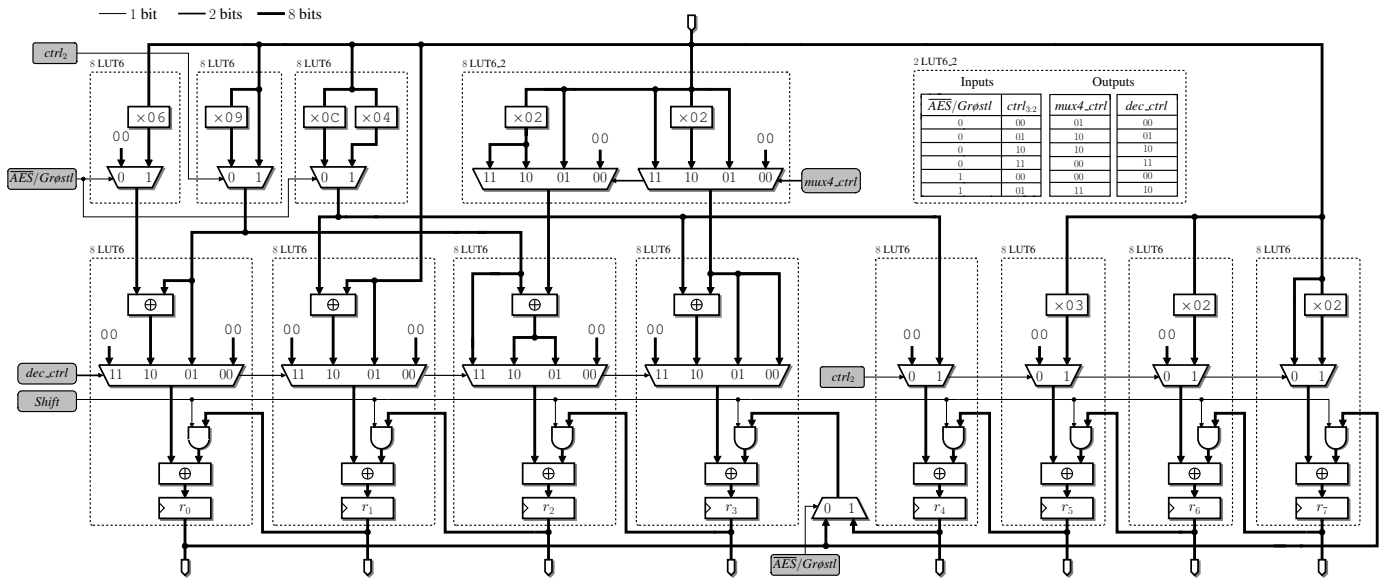 1 bit 2 bits 8 bits
ctrl₂
8 LUT6 8 LUT6 8 LUT6 8 LUT6_2 2 LUT6_2
Inputs Outputs
A̅E̅S̅/Grøstl ctrl₃:₂ mux4_ctrl dec_ctrl
0 00 01 00
0 01 10 01
0 10 10 10
0 11 00 11
1 00 00 00
1 01 11 10
×06 ×09 ×0C ×04 ×02 ×02
00 00 00
A̅E̅S̅/Grøstl 0 1 0 1 0 1 11 10 01 00 11 10 01 00 mux4_ctrl
8 LUT6 8 LUT6 8 LUT6 8 LUT6 8 LUT6 8 LUT6 8 LUT6 8 LUT6
⊕ ⊕ ⊕ ⊕ ×03 ×02 ×02
00 00 00 00 00 00 00 00 00 00
dec_ctrl 11 10 01 00 11 10 01 00 11 10 01 00 11 10 01 00 ctrl₂ 0 1 0 1 0 1 0 1
Shift
⊕ ⊕ ⊕ ⊕ ⊕ ⊕ ⊕ ⊕
r₀ r₁ r₂ r₃ 0 1 r₄ r₅ r₆ r₇
A̅E̅S̅/Grøstl